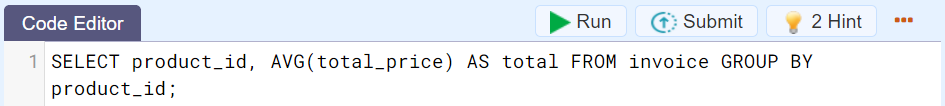 Code Editor
Run
Submit
2 Hint
1 SELECT product_id, AVG(total_price) AS total FROM invoice GROUP BY
product_id;